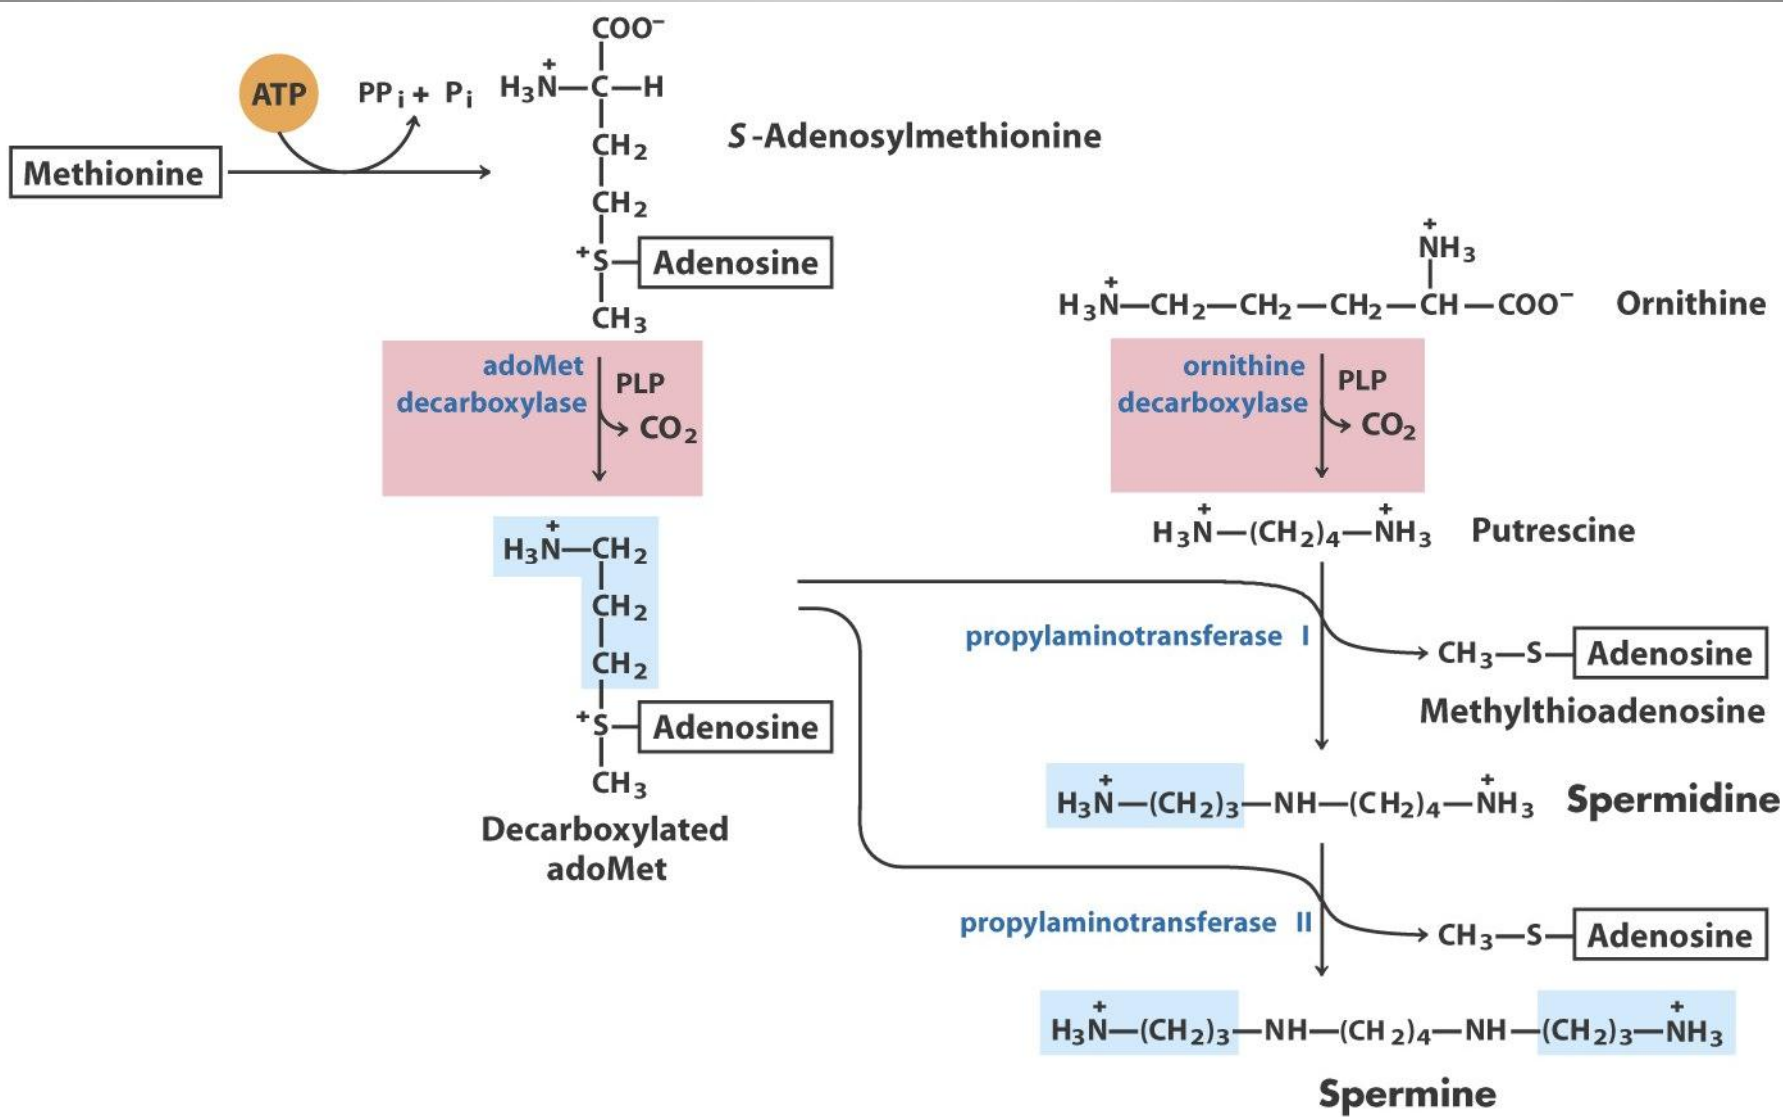 COO⁻
H₃N⁺—C—H
CH₂
CH₂
⁺S—Adenosine
CH₃
S-Adenosylmethionine
ATP
PPᵢ + Pᵢ
Methionine
adoMet
decarboxylase
PLP
CO₂
H₃N⁺—CH₂
CH₂
CH₂
⁺S—Adenosine
CH₃
Decarboxylated
adoMet
⁺NH₃
H₃N⁺—CH₂—CH₂—CH₂—CH—COO⁻ Ornithine
ornithine
decarboxylase
PLP
CO₂
H₃N⁺—(CH₂)₄—N⁺H₃ Putrescine
propylaminotransferase I
CH₃—S—Adenosine
Methylthioadenosine
H₃N⁺—(CH₂)₃—NH—(CH₂)₄—N⁺H₃ Spermidine
propylaminotransferase II
CH₃—S—Adenosine
H₃N⁺—(CH₂)₃—NH—(CH₂)₄—NH—(CH₂)₃—N⁺H₃
Spermine